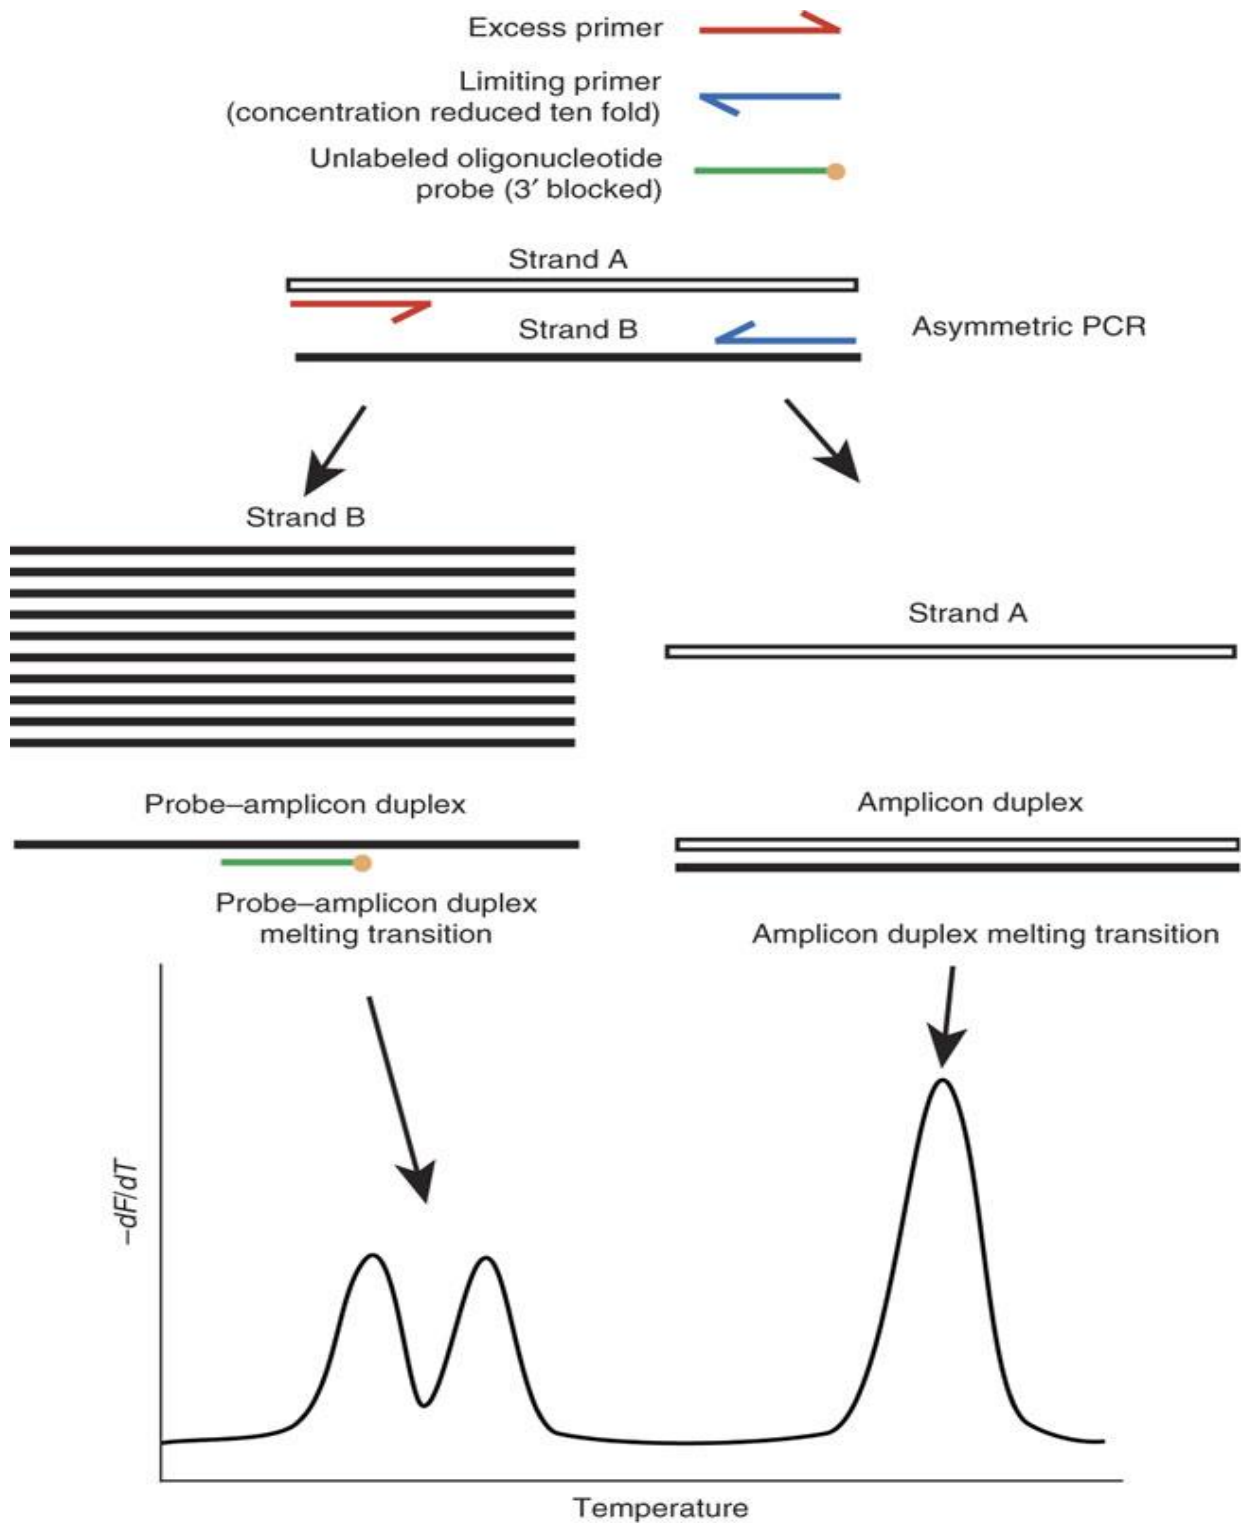 Excess primer
Limiting primer
(concentration reduced ten fold)
Unlabeled oligonucleotide
probe (3′ blocked)
Strand A
Strand B
Asymmetric PCR
Strand B
Strand A
Probe–amplicon duplex
Amplicon duplex
Probe–amplicon duplex
melting transition
Amplicon duplex melting transition
–dF/dT
Temperature